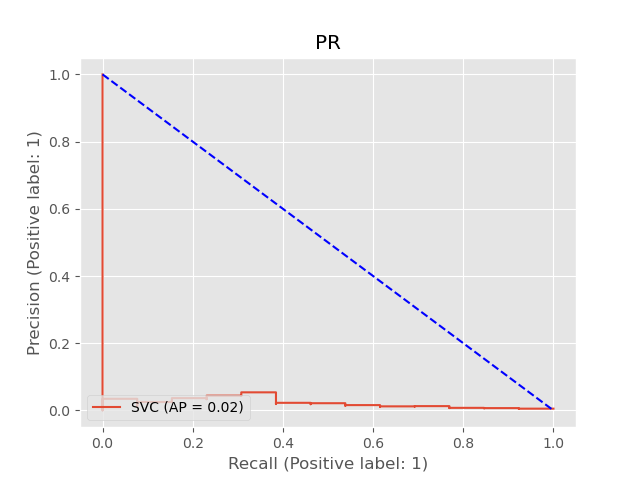 PR
Precision (Positive label: 1)
1.0
0.8
0.6
0.4
0.2
0.0
SVC (AP = 0.02)
0.0 0.2 0.4 0.6 0.8 1.0
Recall (Positive label: 1)